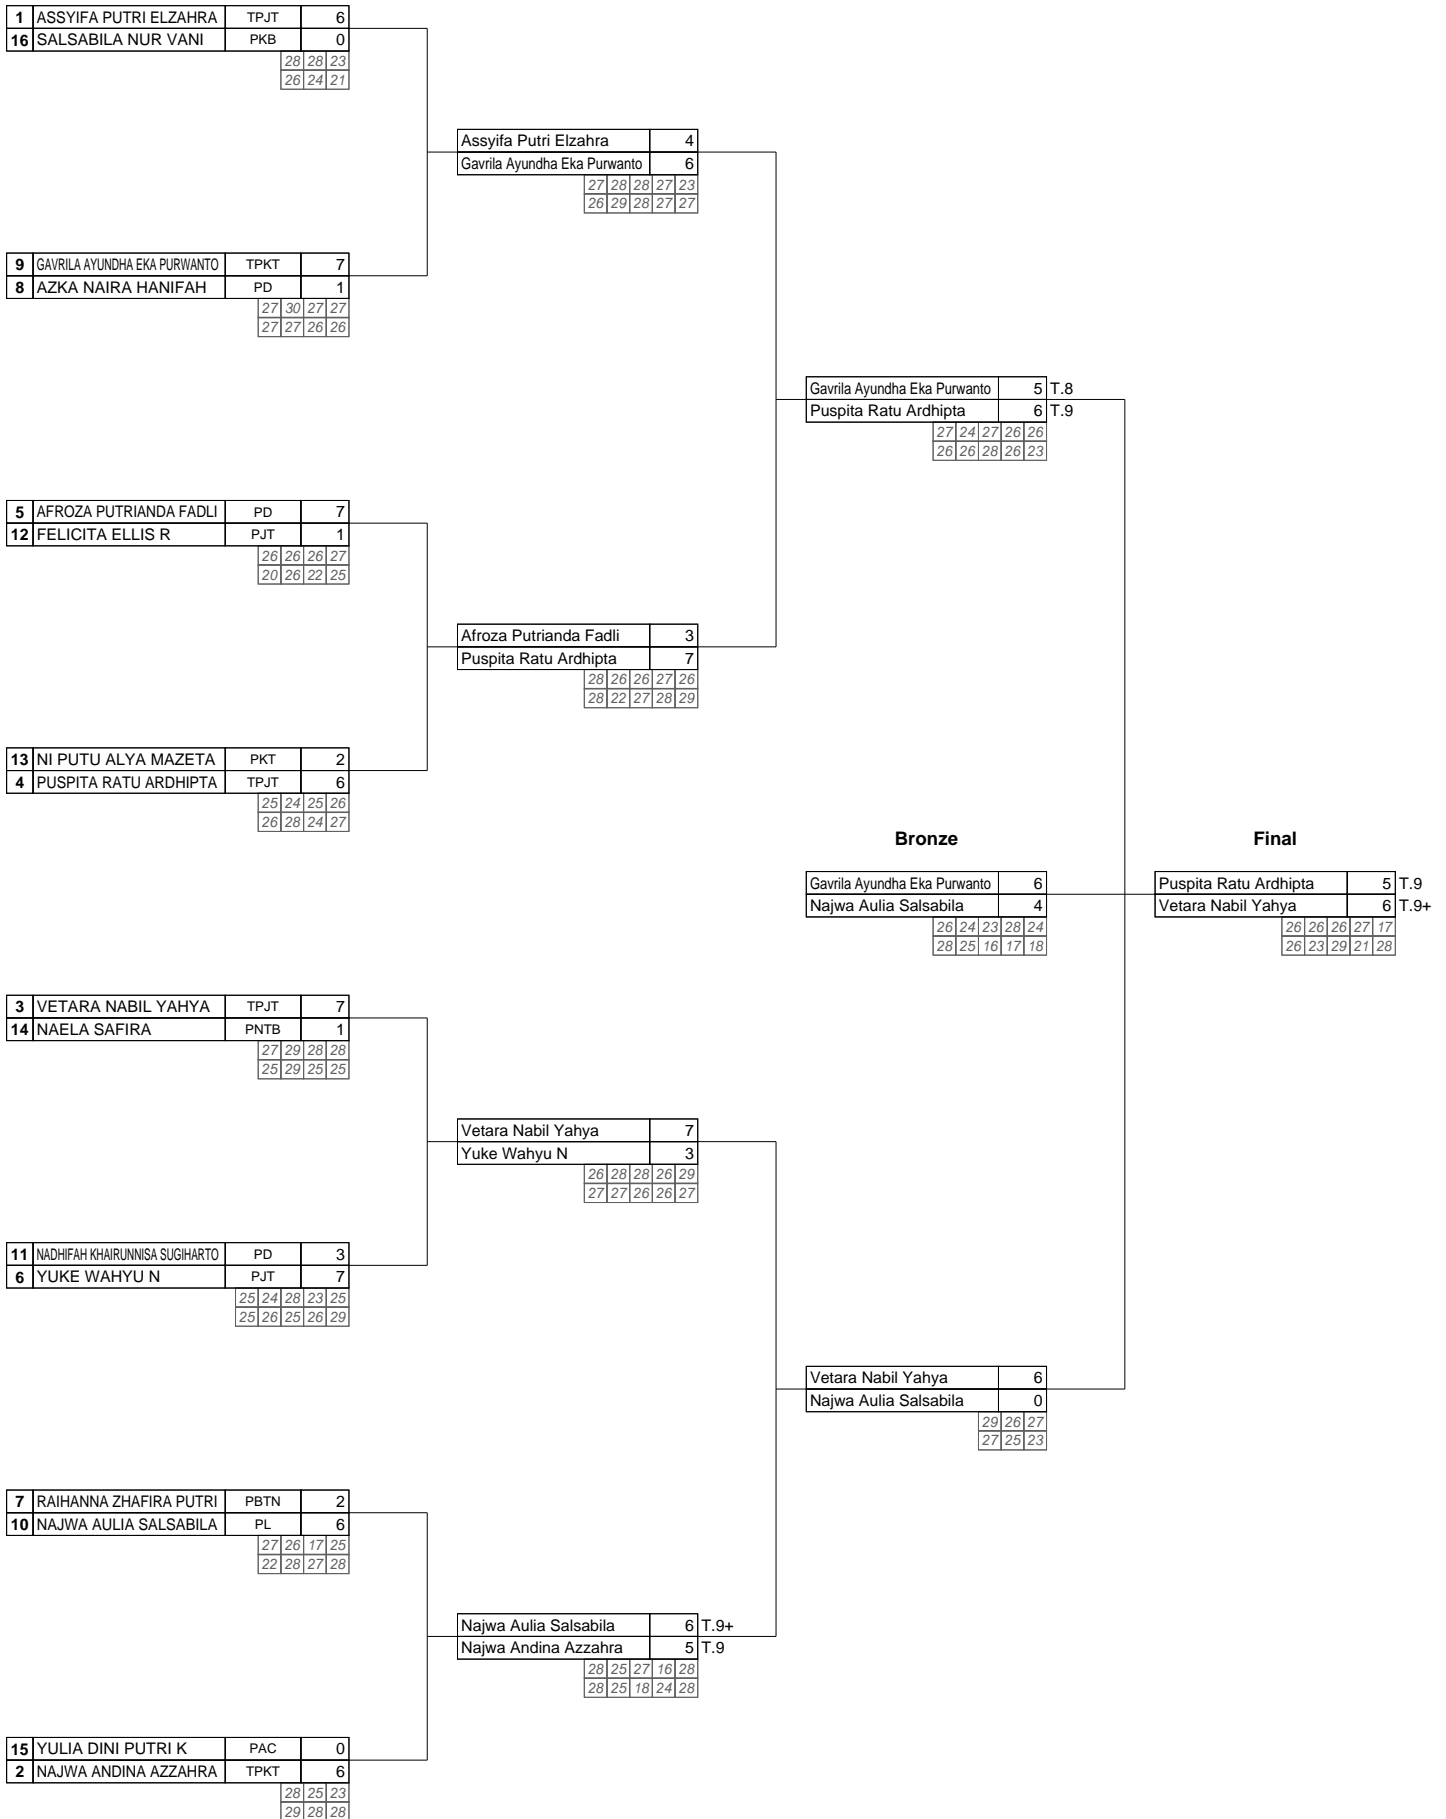 1 ASSYIFA PUTRI ELZAHRA TPJT 6
16 SALSABILA NUR VANI PKB 0
28 28 23
26 24 21
Assyifa Putri Elzahra 4
Gavrila Ayundha Eka Purwanto 6
27 28 28 27 23
26 29 28 27 27
9 GAVRILA AYUNDHA EKA PURWANTO TPKT 7
8 AZKA NAIRA HANIFAH PD 1
27 30 27 27
27 27 26 26
Gavrila Ayundha Eka Purwanto 5 T.8
Puspita Ratu Ardhipta 6 T.9
27 24 27 26 26
26 26 28 26 23
5 AFROZA PUTRIANDA FADLI PD 7
12 FELICITA ELLIS R PJT 1
26 26 26 27
20 26 22 25
Afroza Putrianda Fadli 3
Puspita Ratu Ardhipta 7
28 26 26 27 26
28 22 27 28 29
13 NI PUTU ALYA MAZETA PKT 2
4 PUSPITA RATU ARDHIPTA TPJT 6
25 24 25 26
26 28 24 27
Bronze Final
Gavrila Ayundha Eka Purwanto 6 Puspita Ratu Ardhipta 5 T.9
Najwa Aulia Salsabila 4 Vetara Nabil Yahya 6 T.9+
26 24 23 28 24 26 26 26 27 17
28 25 16 17 18 26 23 29 21 28
3 VETARA NABIL YAHYA TPJT 7
14 NAELA SAFIRA PNTB 1
27 29 28 28
25 29 25 25
Vetara Nabil Yahya 7
Yuke Wahyu N 3
26 28 28 26 29
27 27 26 26 27
11 NADHIFAH KHAIRUNNISA SUGIHARTO PD 3
6 YUKE WAHYU N PJT 7
25 24 28 23 25
25 26 25 26 29
Vetara Nabil Yahya 6
Najwa Aulia Salsabila 0
29 26 27
27 25 23
7 RAIHANNA ZHAFIRA PUTRI PBTN 2
10 NAJWA AULIA SALSABILA PL 6
27 26 17 25
22 28 27 28
Najwa Aulia Salsabila 6 T.9+
Najwa Andina Azzahra 5 T.9
28 25 27 16 28
28 25 18 24 28
15 YULIA DINI PUTRI K PAC 0
2 NAJWA ANDINA AZZAHRA TPKT 6
28 25 23
29 28 28